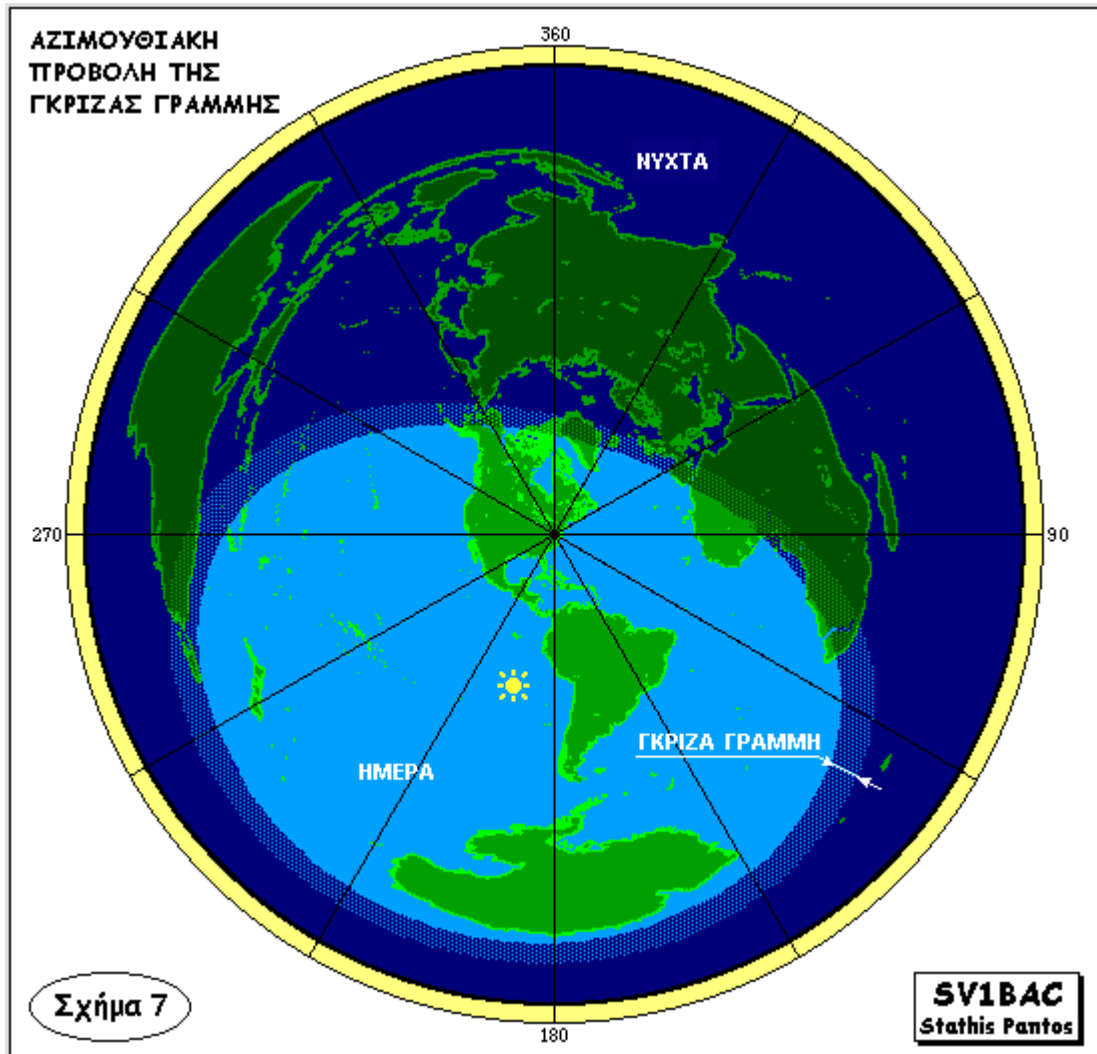 ΑΖΙΜΟΥΘΙΑΚΗ
ΠΡΟΒΟΛΗ ΤΗΣ
ΓΚΡΙΖΑΣ ΓΡΑΜΜΗΣ
360
ΝΥΧΤΑ
270
90
ΓΚΡΙΖΑ ΓΡΑΜΜΗ
ΗΜΕΡΑ
Σχήμα 7
180
SV1BAC
Stathis Pantos